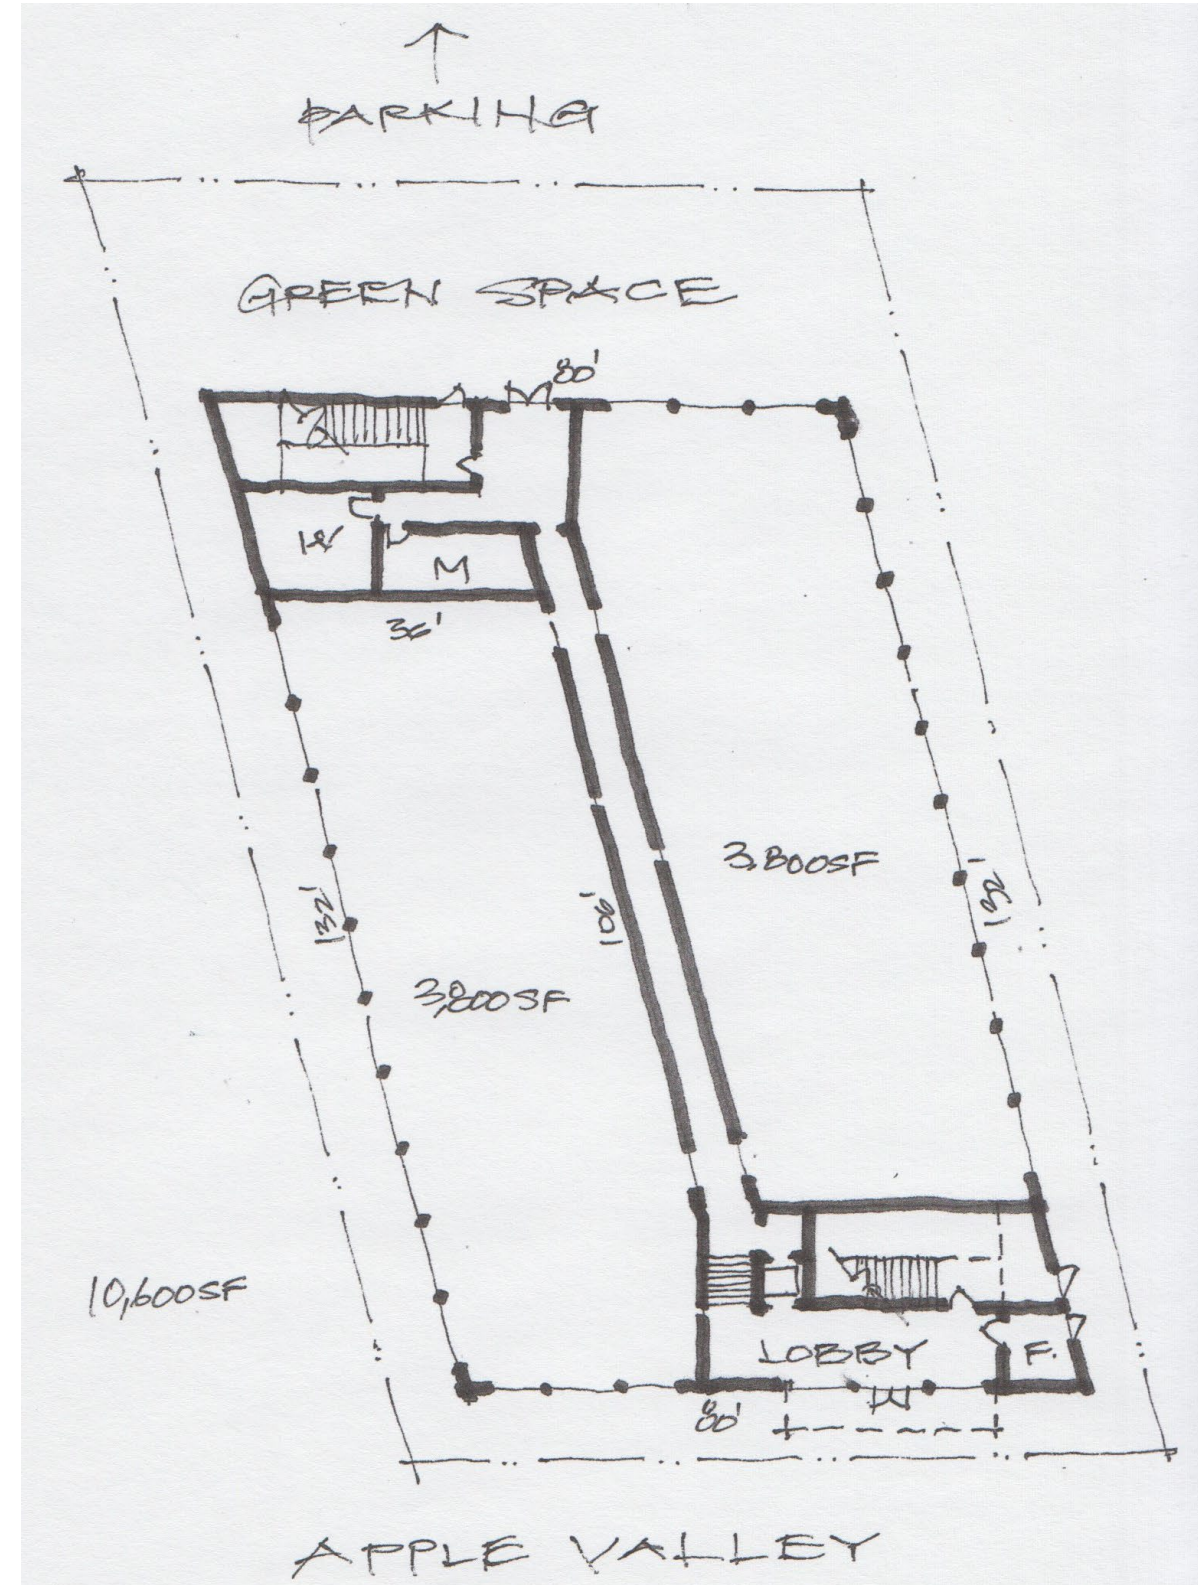 PARKING
GREEN SPACE
80'
W
M
36'
3,800SF
132'
132'
106'
3,800SF
10,600SF
LOBBY
F.
80'
APPLE VALLEY